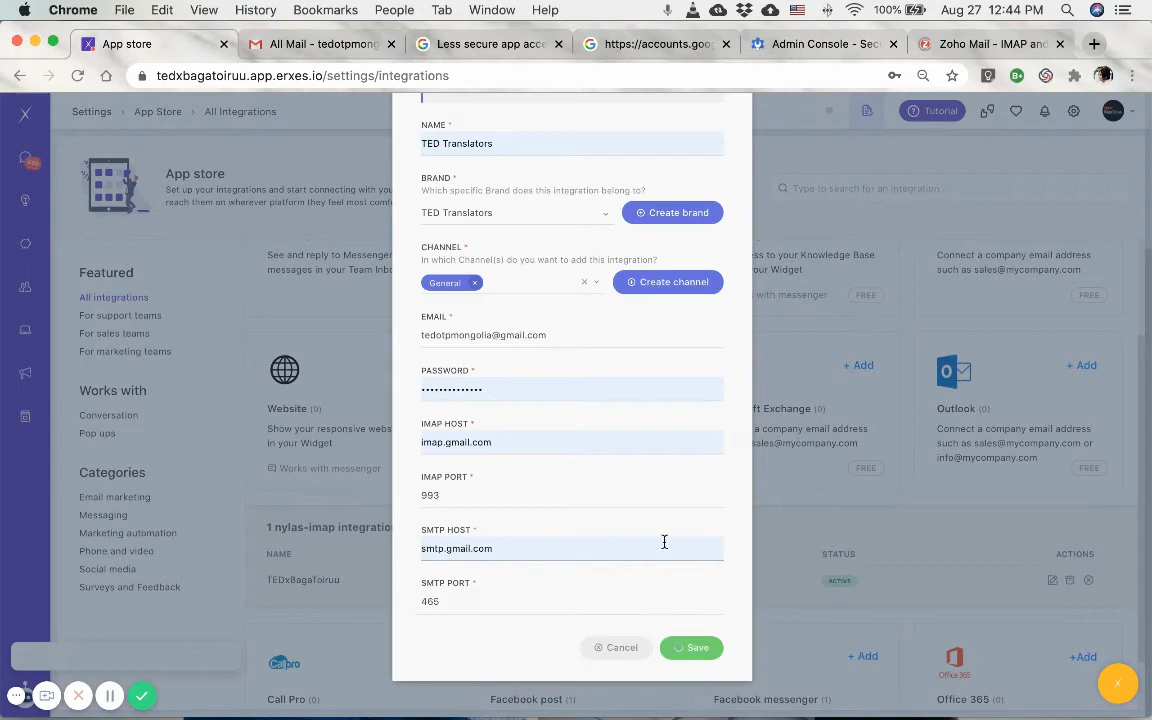 Chrome File Edit View History Bookmarks People Tab Window Help 100% Aug 27 12:44 PM
App store
All Mail - tedotpmong
Less secure app acce
https://accounts.goo
Admin Console - Sec
Zoho Mail - IMAP and
tedxbagatoiruu.app.erxes.io/settings/integrations
Settings > App Store > All Integrations
Tutorial
App store
Set up your integrations and start connecting with you
reach them on wherever platform they feel most comfo
Type to search for an integration
Featured
All integrations
For support teams
For sales teams
For marketing teams
Works with
Conversation
Pop ups
Categories
Email marketing
Messaging
Marketing automation
Phone and video
Social media
Surveys and Feedback
See and reply to Messenger
messages in your Team Inbo
Website (0)
Show your responsive webs
in your Widget
Works with messenger
1 nylas-imap integratio
NAME
TEDxBagaToiruu
Call Pro (0)
Callpro
NAME *
TED Translators
BRAND *
Which specific Brand does this integration belong to?
TED Translators
Create brand
CHANNEL *
In which Channel(s) do you want to add this integration?
General ×
Create channel
EMAIL *
tedotpmongolia@gmail.com
PASSWORD *
••••••••••••••
IMAP HOST *
imap.gmail.com
IMAP PORT *
993
SMTP HOST *
smtp.gmail.com
SMTP PORT *
465
Cancel
Save
ess to your Knowledge Base
our Widget
with messenger
FREE
Connect a company email address
such as sales@mycompany.com
FREE
+ Add
ft Exchange (0)
a company email address
sales@mycompany.com
FREE
+ Add
Outlook (0)
Connect a company email address
such as sales@mycompany.com or
info@mycompany.com
FREE
STATUS
ACTIONS
ACTIVE
Facebook post (1)
+ Add
Facebook messenger (1)
+Add
Office 365
Office 365 (0)